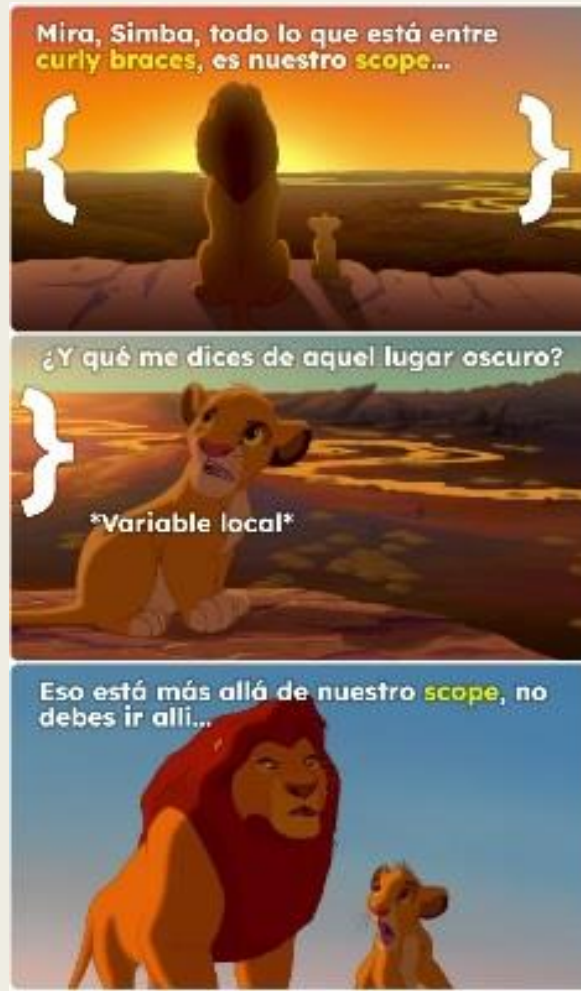 Mira, Simba, todo lo que está entre
curly braces, es nuestro scope...
{ }
¿Y qué me dices de aquel lugar oscuro?
}
*Variable local*
Eso está más allá de nuestro scope, no
debes ir allí...